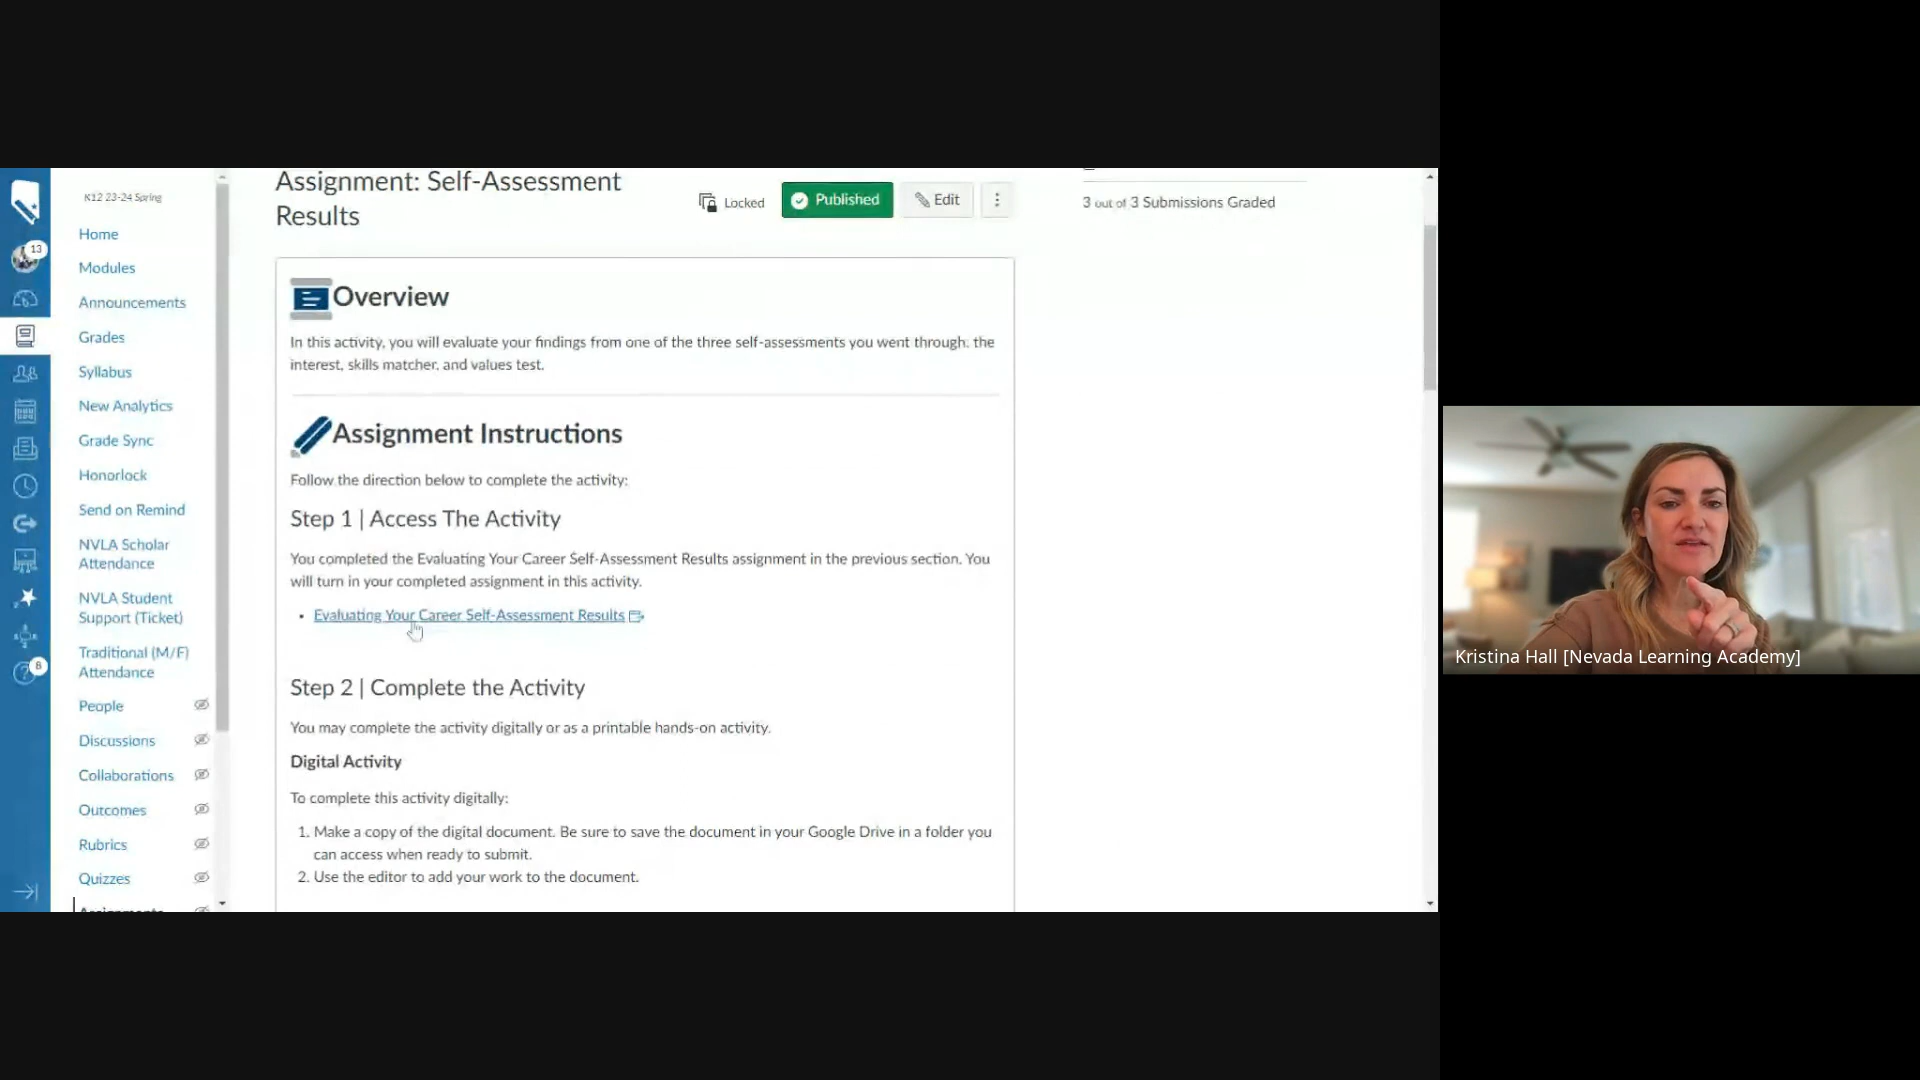 K12 23-24 Spring
Home
Modules
Announcements
Grades
Syllabus
New Analytics
Grade Sync
Honorlock
Send on Remind
NVLA Scholar
Attendance
NVLA Student
Support (Ticket)
Traditional (M/F)
Attendance
People
Discussions
Collaborations
Outcomes
Rubrics
Quizzes
Assignments
13
8
Assignment: Self-Assessment
Results
Locked
Published
Edit
3 out of 3 Submissions Graded
Overview
In this activity, you will evaluate your findings from one of the three self-assessments you went through: the
interest, skills matcher, and values test.
Assignment Instructions
Follow the direction below to complete the activity:
Step 1 | Access The Activity
You completed the Evaluating Your Career Self-Assessment Results assignment in the previous section. You
will turn in your completed assignment in this activity.
• Evaluating Your Career Self-Assessment Results
Step 2 | Complete the Activity
You may complete the activity digitally or as a printable hands-on activity.
Digital Activity
To complete this activity digitally:
1. Make a copy of the digital document. Be sure to save the document in your Google Drive in a folder you
can access when ready to submit.
2. Use the editor to add your work to the document.
Kristina Hall [Nevada Learning Academy]